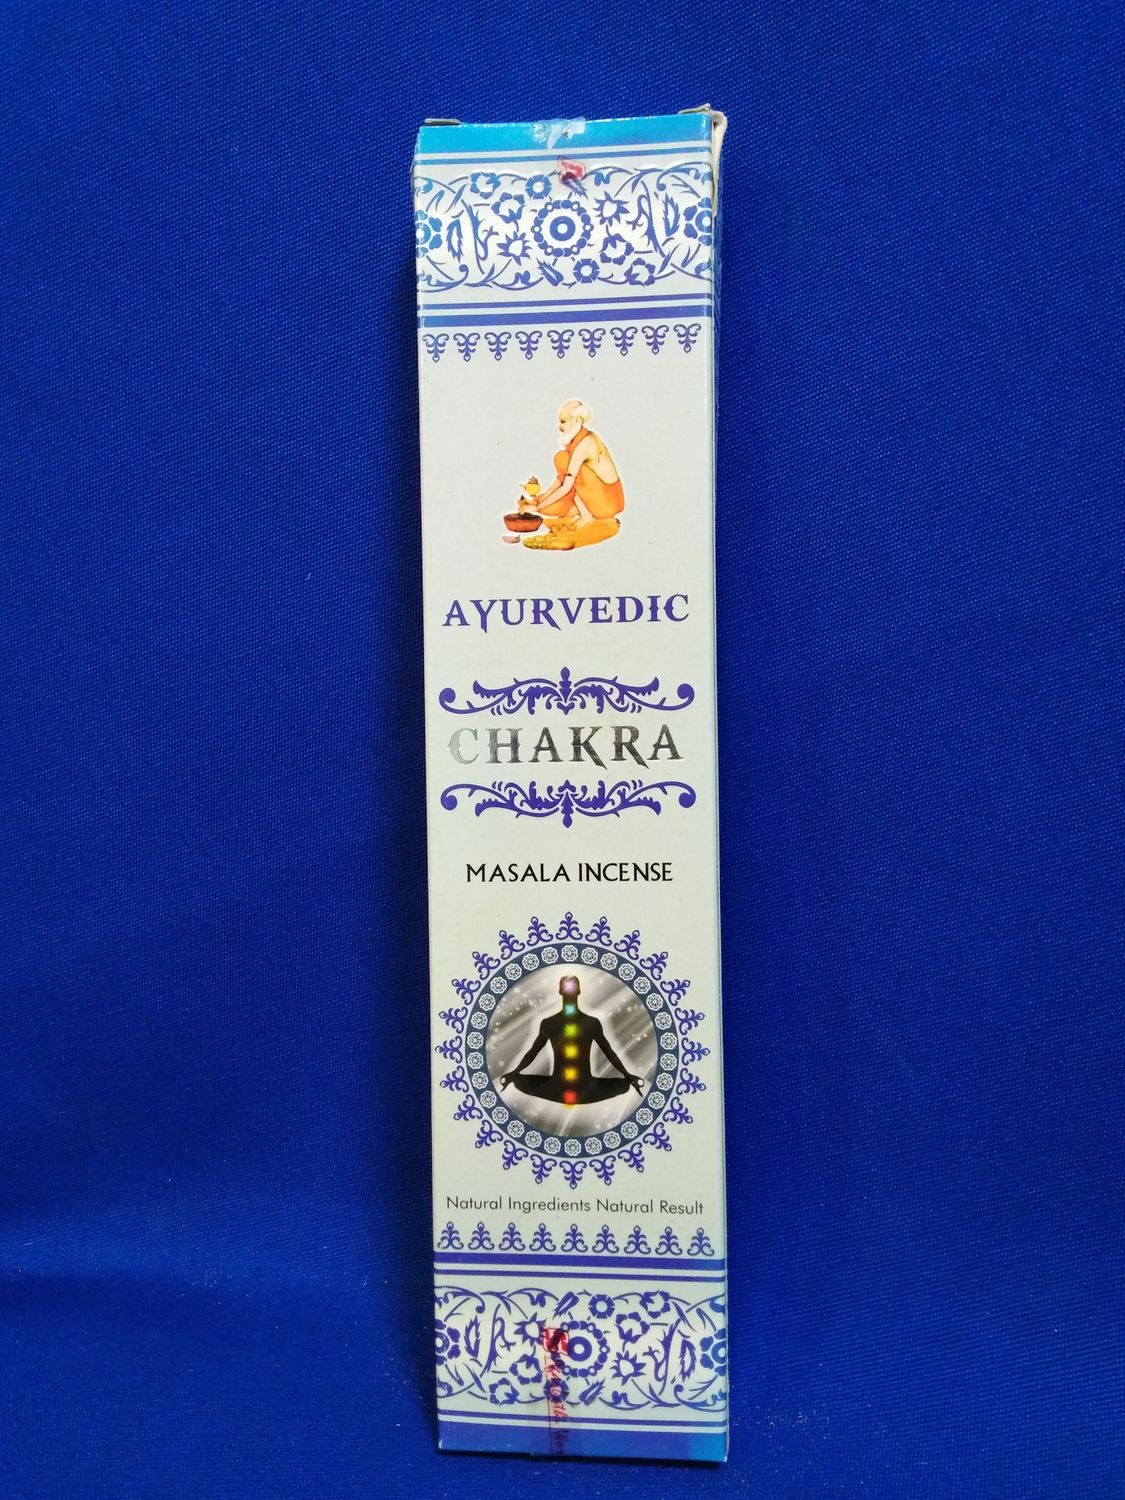 AYURVEDIC
CHAKRA
MASALA INCENSE
Natural Ingredients Natural Result